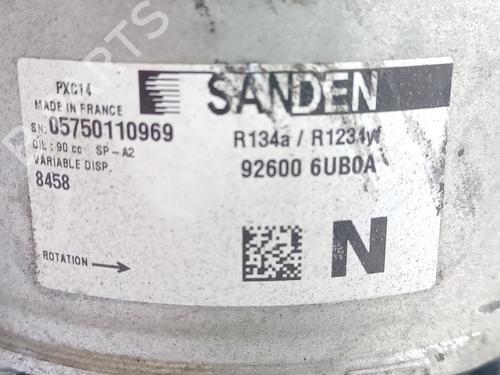 PXC14
MADE IN FRANCE
SN: 05750110969
OIL: 90 cc SP-A2
VARIABLE DISP.
8458
ROTATION
SANDEN
R134a / R1234yf
92600 6UB0A
N
PARTS